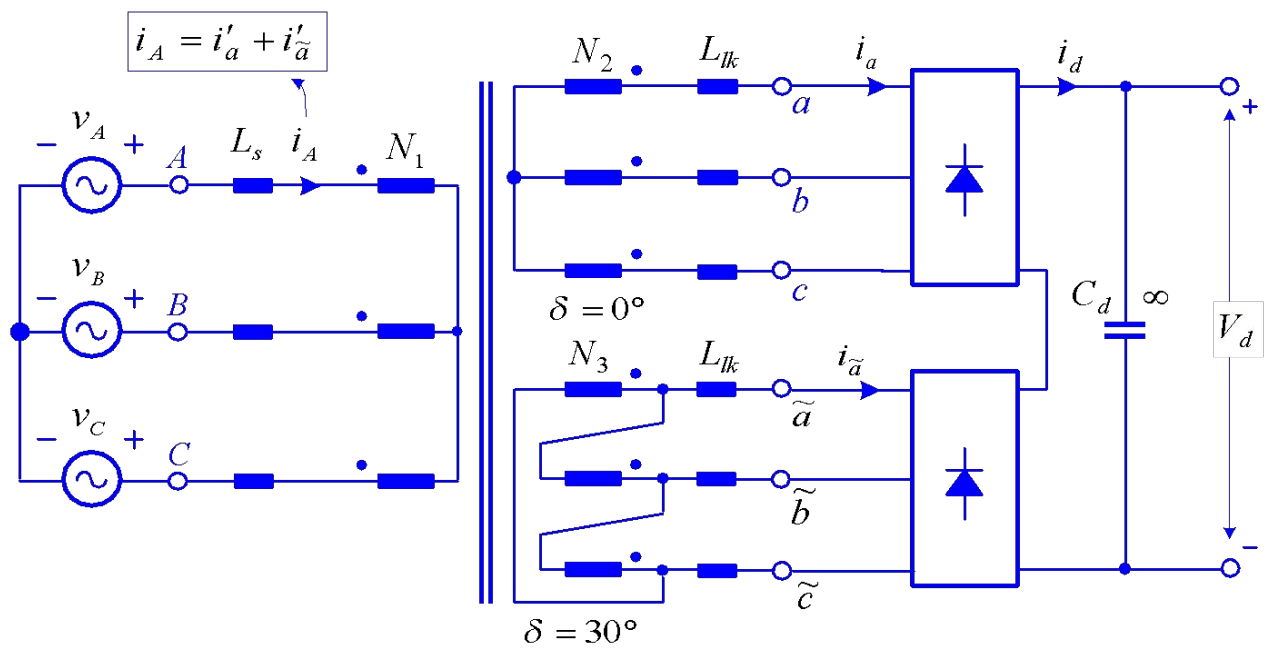 i_A = i′_a + i′_ã
v_A
− +
A
L_s
i_A
N_1
v_B
− +
B
v_C
− +
C
N_2
L_lk
a
i_a
b
c
δ = 0°
N_3
L_lk
ã
i_ã
b̃
c̃
δ = 30°
i_d
C_d ∞
+
V_d
-